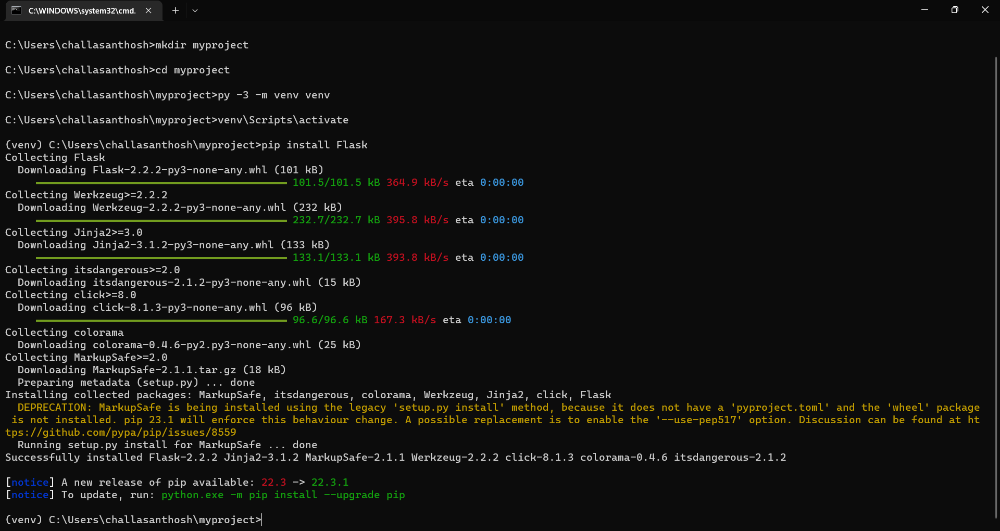 C:\WINDOWS\system32\cmd.
C:\Users\challasanthosh>mkdir myproject
C:\Users\challasanthosh>cd myproject
C:\Users\challasanthosh\myproject>py -3 -m venv venv
C:\Users\challasanthosh\myproject>venv\Scripts\activate
(venv) C:\Users\challasanthosh\myproject>pip install Flask
Collecting Flask
Downloading Flask-2.2.2-py3-none-any.whl (101 kB)
101.5/101.5 kB 364.9 kB/s eta 0:00:00
Collecting Werkzeug>=2.2.2
Downloading Werkzeug-2.2.2-py3-none-any.whl (232 kB)
232.7/232.7 kB 395.8 kB/s eta 0:00:00
Collecting Jinja2>=3.0
Downloading Jinja2-3.1.2-py3-none-any.whl (133 kB)
133.1/133.1 kB 393.8 kB/s eta 0:00:00
Collecting itsdangerous>=2.0
Downloading itsdangerous-2.1.2-py3-none-any.whl (15 kB)
Collecting click>=8.0
Downloading click-8.1.3-py3-none-any.whl (96 kB)
96.6/96.6 kB 167.3 kB/s eta 0:00:00
Collecting colorama
Downloading colorama-0.4.6-py2.py3-none-any.whl (25 kB)
Collecting MarkupSafe>=2.0
Downloading MarkupSafe-2.1.1.tar.gz (18 kB)
Preparing metadata (setup.py) ... done
Installing collected packages: MarkupSafe, itsdangerous, colorama, Werkzeug, Jinja2, click, Flask
DEPRECATION: MarkupSafe is being installed using the legacy 'setup.py install' method, because it does not have a 'pyproject.toml' and the 'wheel' package
is not installed. pip 23.1 will enforce this behaviour change. A possible replacement is to enable the '--use-pep517' option. Discussion can be found at ht
tps://github.com/pypa/pip/issues/8559
Running setup.py install for MarkupSafe ... done
Successfully installed Flask-2.2.2 Jinja2-3.1.2 MarkupSafe-2.1.1 Werkzeug-2.2.2 click-8.1.3 colorama-0.4.6 itsdangerous-2.1.2
[notice] A new release of pip available: 22.3 -> 22.3.1
[notice] To update, run: python.exe -m pip install --upgrade pip
(venv) C:\Users\challasanthosh\myproject>